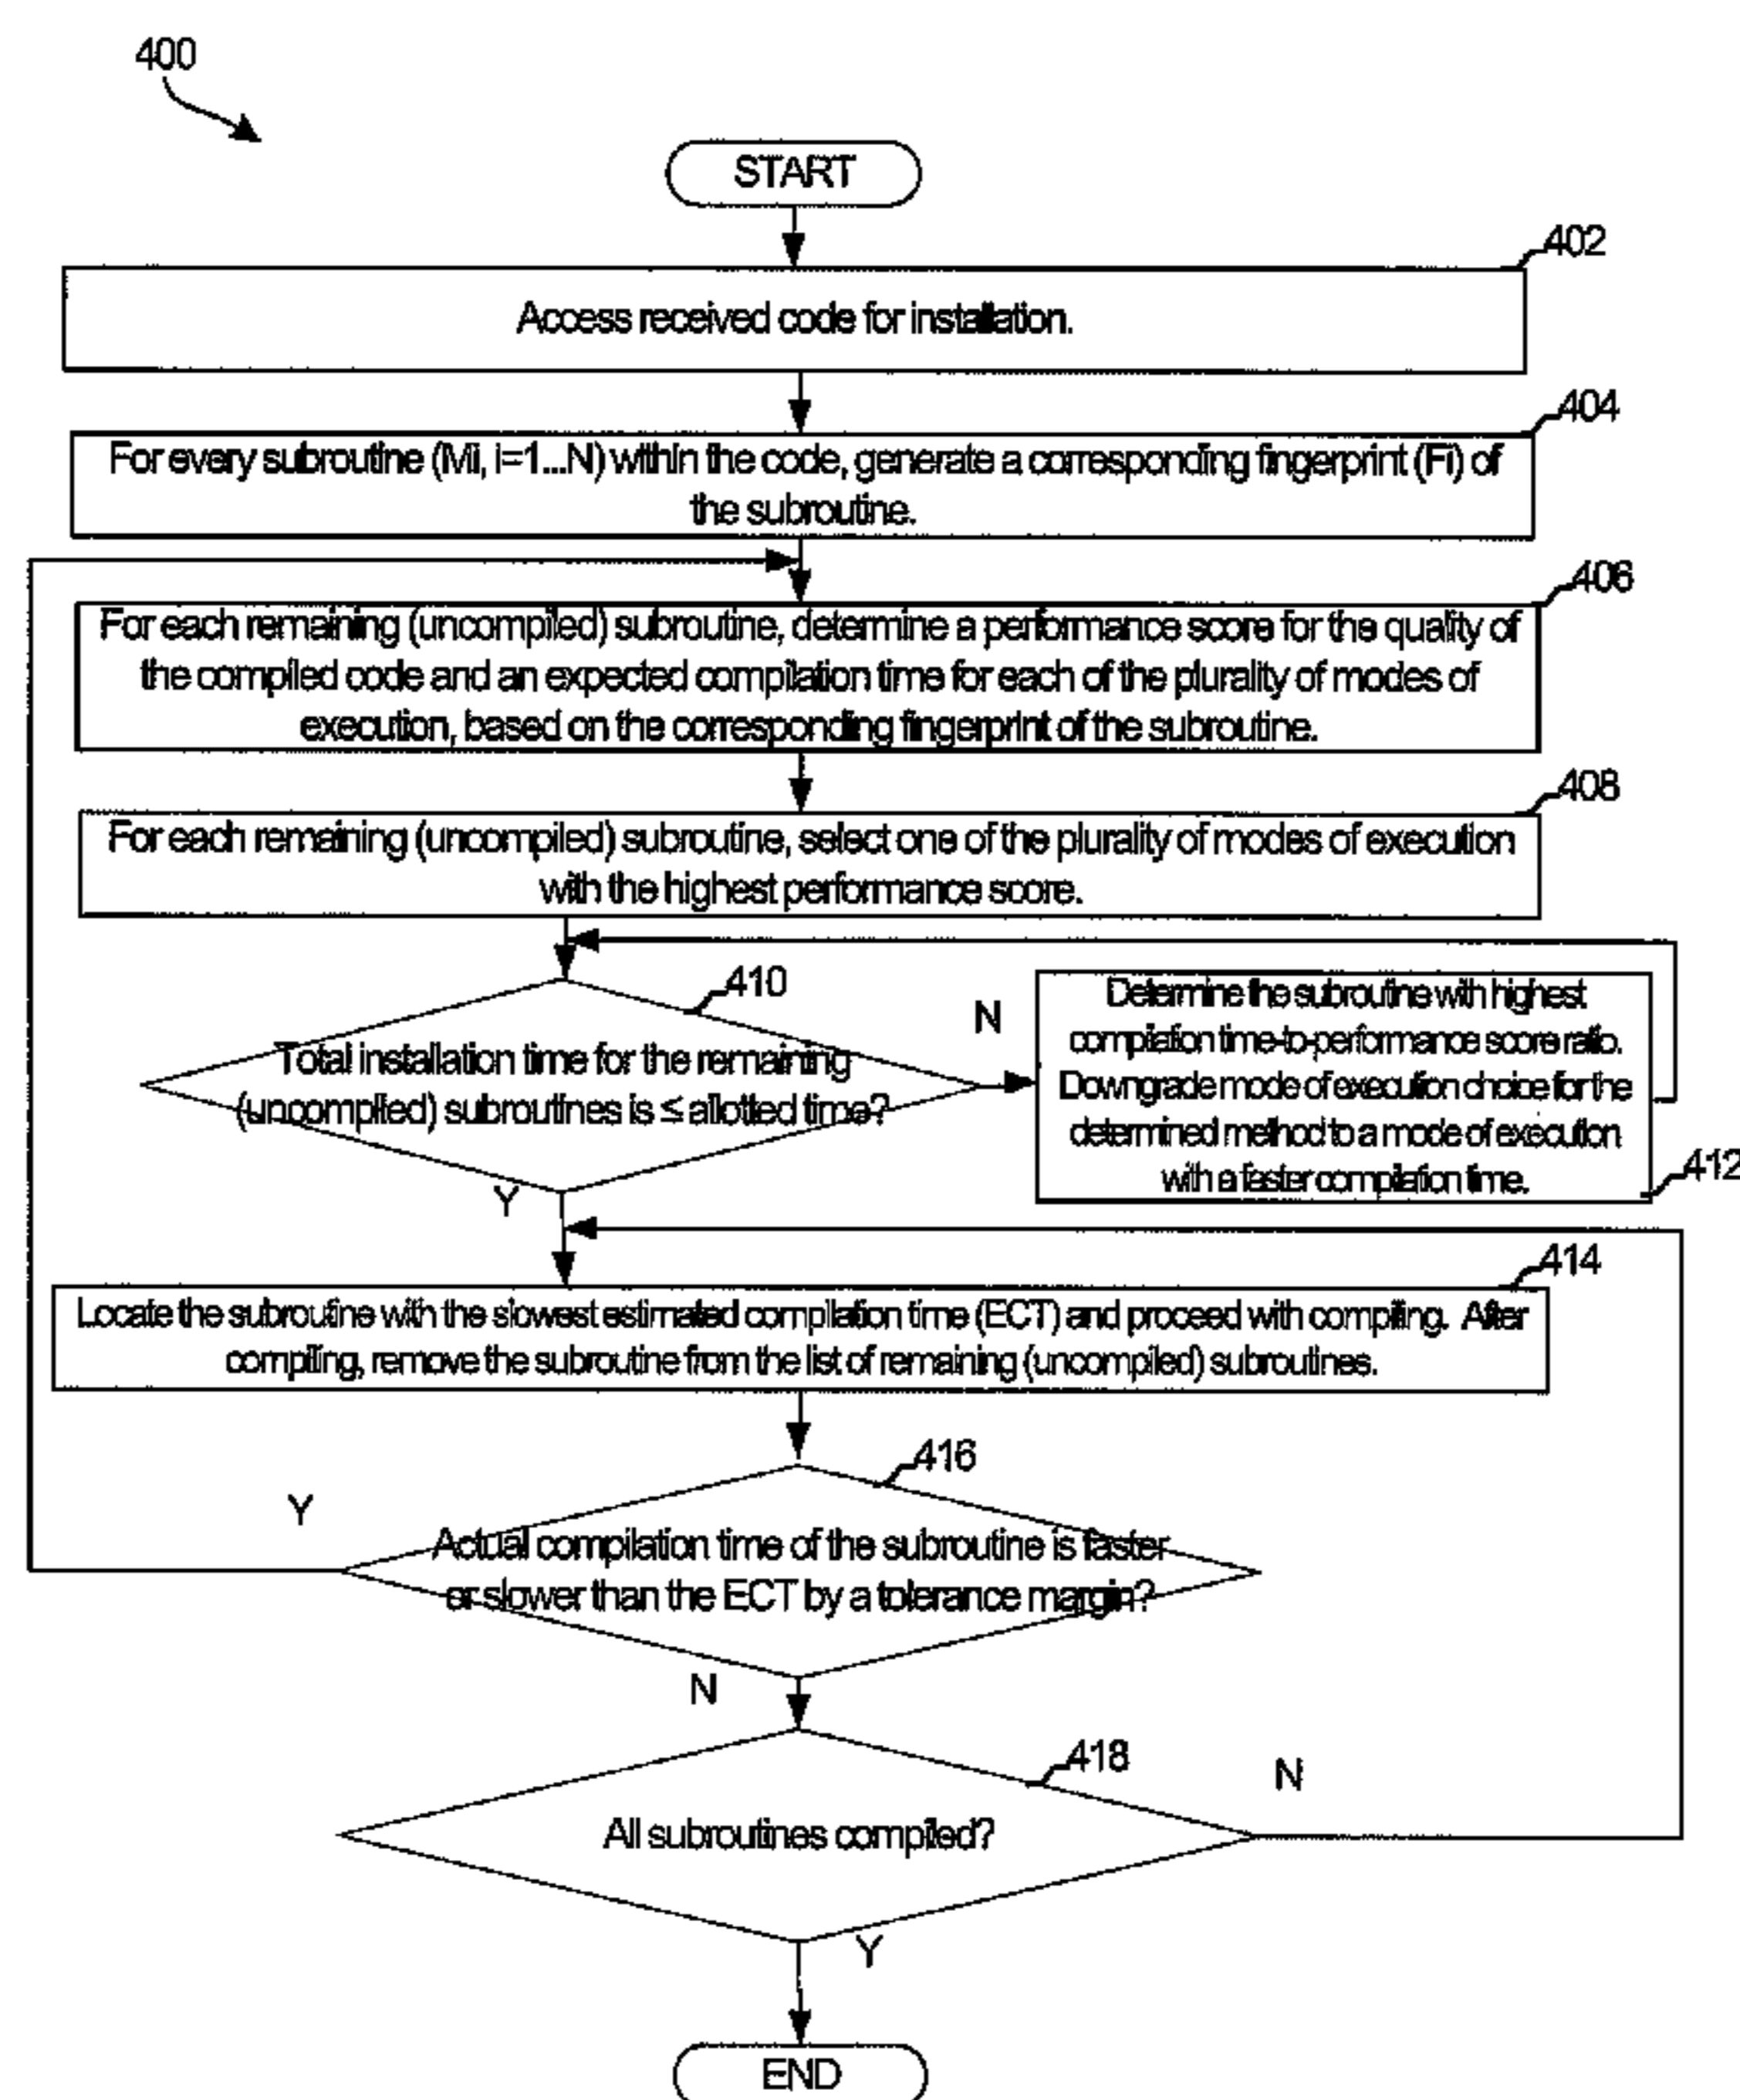 400
START
402
Access received code for installation.
404
For every subroutine (Mi, i=1...N) within the code, generate a corresponding fingerprint (Fi) of
the subroutine.
406
For each remaining (uncompiled) subroutine, determine a performance score for the quality of
the compiled code and an expected compilation time for each of the plurality of modes of
execution, based on the corresponding fingerprint of the subroutine.
408
For each remaining (uncompiled) subroutine, select one of the plurality of modes of execution
with the highest performance score.
410
Total installation time for the remaining
(uncompiled) subroutines is ≤ allotted time?
N
Determine the subroutine with highest
compilation time-to-performance score ratio.
Downgrade mode of execution choice for the
determined method to a mode of execution
with a faster compilation time.
412
Y
414
Locate the subroutine with the slowest estimated compilation time (ECT) and proceed with compiling. After
compiling, remove the subroutine from the list of remaining (uncompiled) subroutines.
416
Y
Actual compilation time of the subroutine is faster
or slower than the ECT by a tolerance margin?
N
418
N
All subroutines compiled?
Y
END